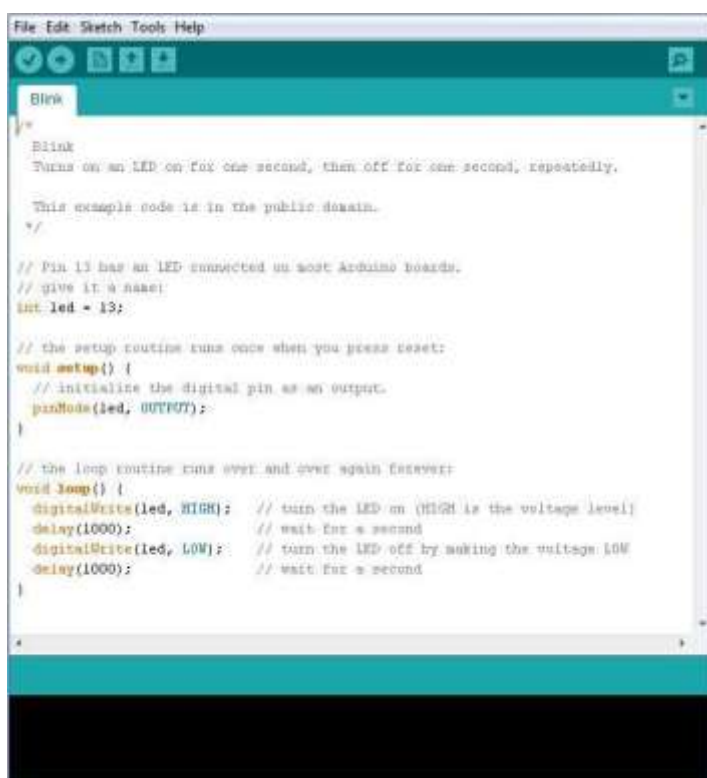 File Edit Sketch Tools Help
Blink
/*
Blink
Turns on an LED on for one second, then off for one second, repeatedly.
This example code is in the public domain.
*/
// Pin 13 has an LED connected on most Arduino boards.
// give it a name:
int led = 13;
// the setup routine runs once when you press reset:
void setup() {
// initialize the digital pin as an output.
pinMode(led, OUTPUT);
}
// the loop routine runs over and over again forever:
void loop() {
digitalWrite(led, HIGH); // turn the LED on (HIGH is the voltage level)
delay(1000); // wait for a second
digitalWrite(led, LOW); // turn the LED off by making the voltage LOW
delay(1000); // wait for a second
}